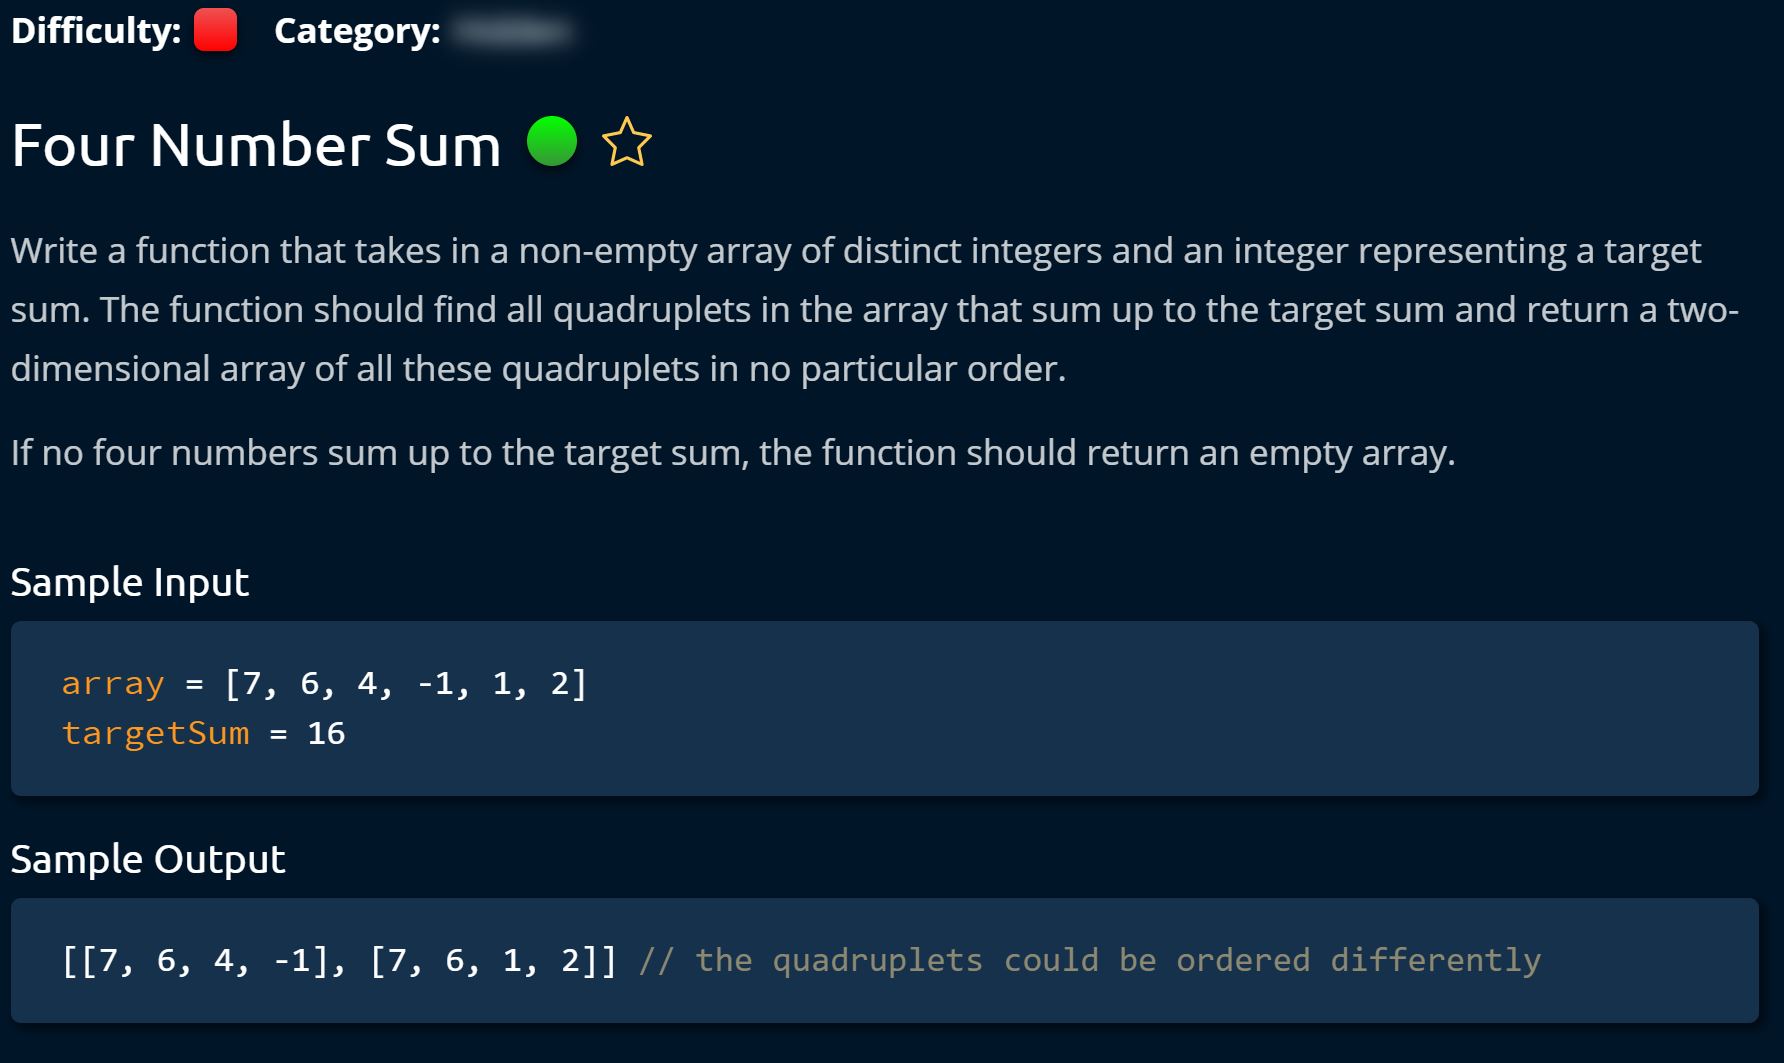 Difficulty: Category:
Four Number Sum
Write a function that takes in a non-empty array of distinct integers and an integer representing a target
sum. The function should find all quadruplets in the array that sum up to the target sum and return a two-
dimensional array of all these quadruplets in no particular order.
If no four numbers sum up to the target sum, the function should return an empty array.
Sample Input
array = [7, 6, 4, -1, 1, 2]
targetSum = 16
Sample Output
[[7, 6, 4, -1], [7, 6, 1, 2]] // the quadruplets could be ordered differently